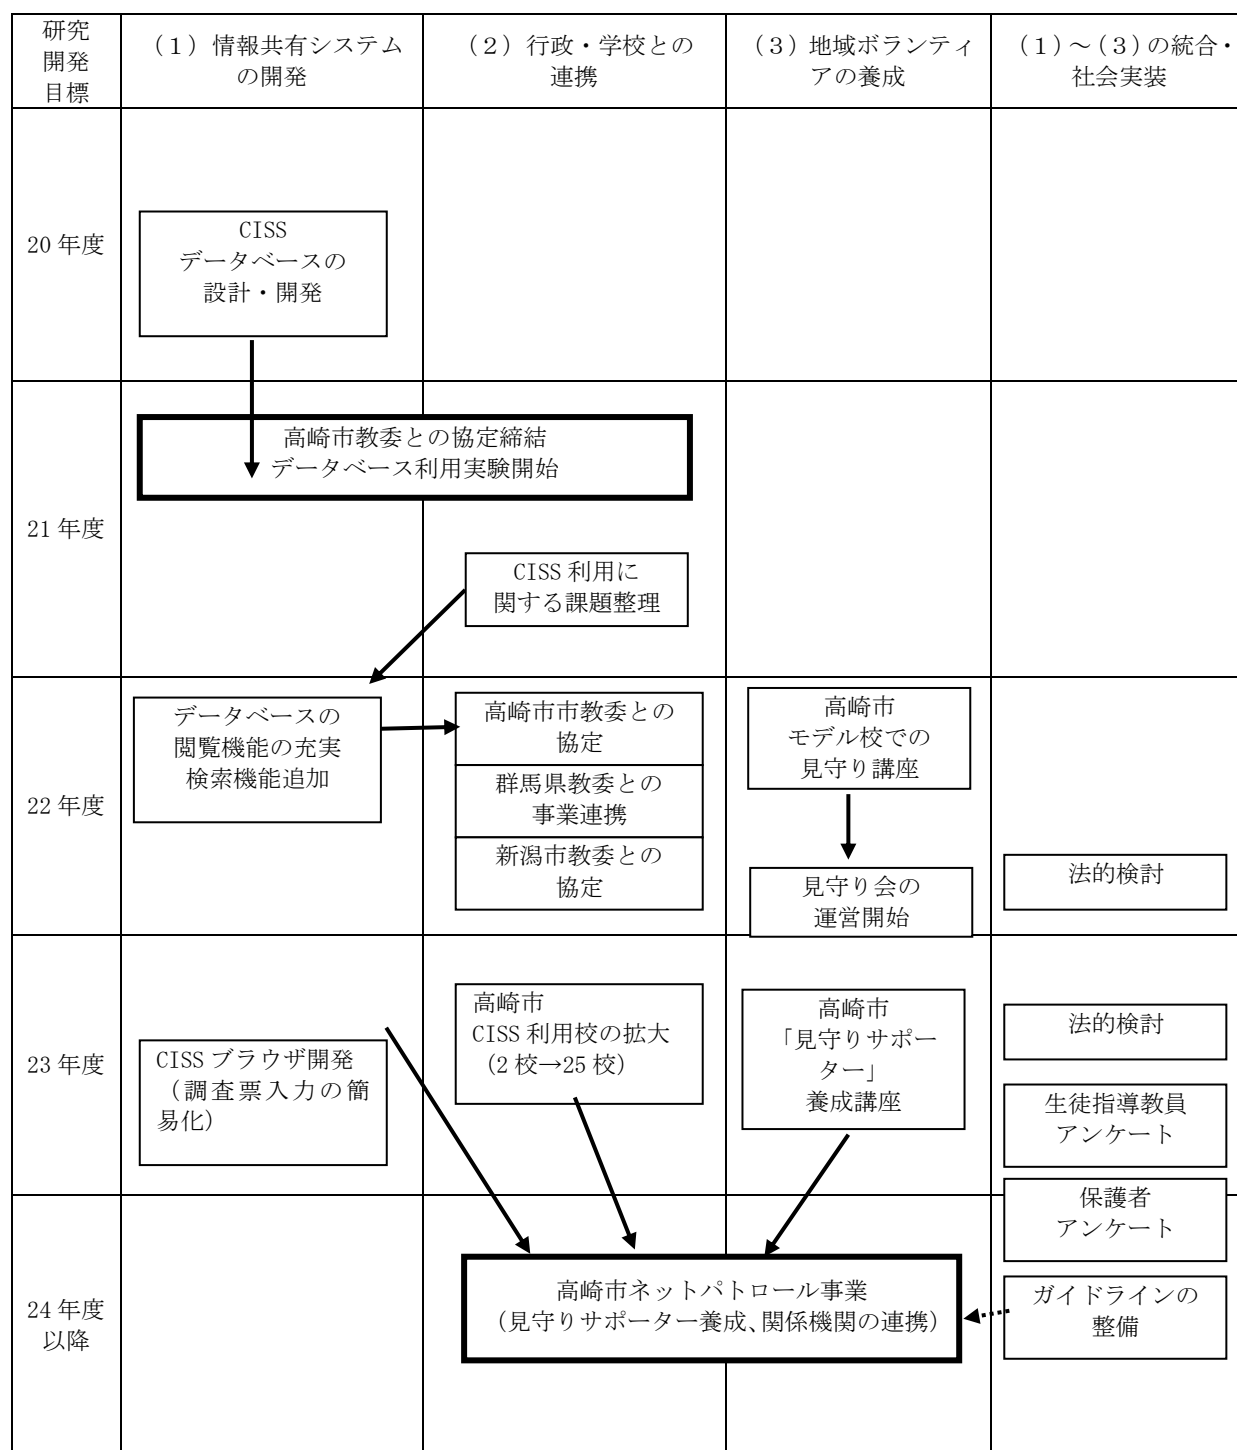 研究
開発
目標
（１）情報共有システム
の開発
（２）行政・学校との
連携
（３）地域ボランティ
アの養成
（１）～（３）の統合・
社会実装
20 年度
CISS
データベースの
設計・開発
21 年度
高崎市教委との協定締結
データベース利用実験開始
CISS 利用に
関する課題整理
22 年度
データベースの
閲覧機能の充実
検索機能追加
高崎市市教委との
協定
群馬県教委との
事業連携
新潟市教委との
協定
高崎市
モデル校での
見守り講座
見守り会の
運営開始
法的検討
23 年度
CISS ブラウザ開発
（調査票入力の簡
易化）
高崎市
CISS 利用校の拡大
（2 校→25 校）
高崎市
「見守りサポー
ター」
養成講座
法的検討
生徒指導教員
アンケート
保護者
アンケート
24 年度
以降
高崎市ネットパトロール事業
（見守りサポーター養成、関係機関の連携）
ガイドラインの
整備